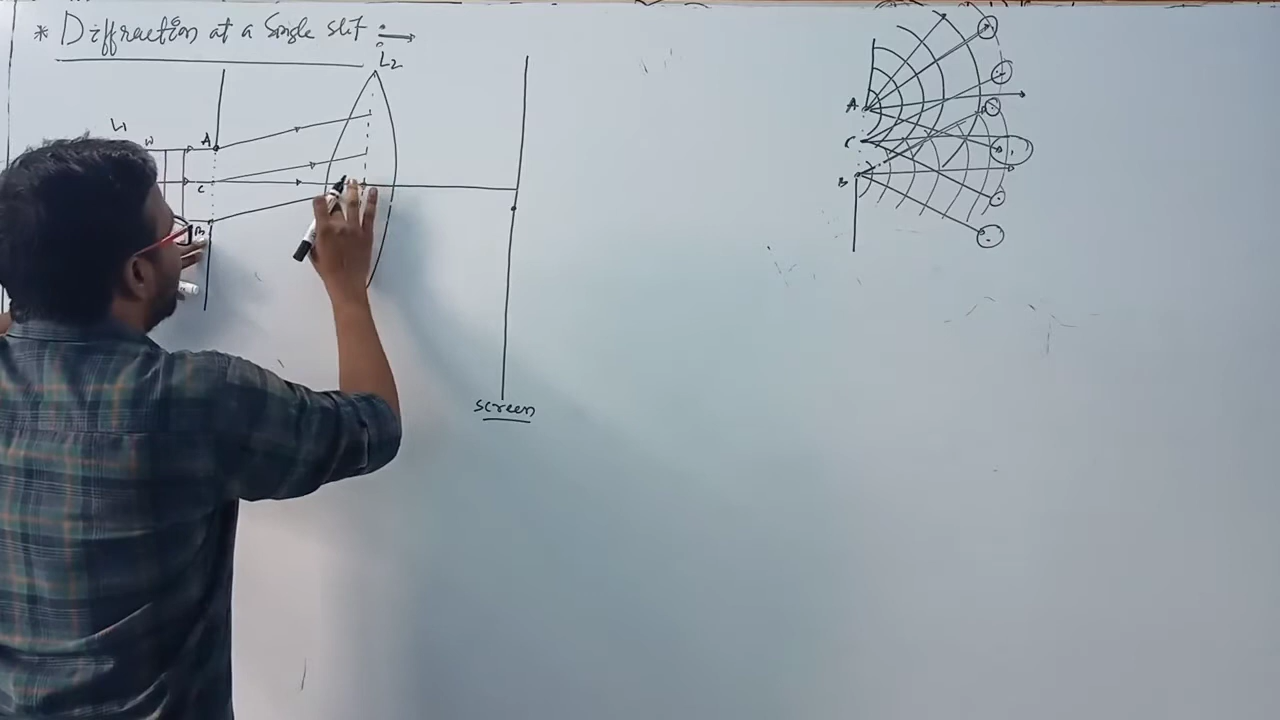 * Diffraction at a Single slit :→
L2
L1
W
A
C
B
screen
A
C
B